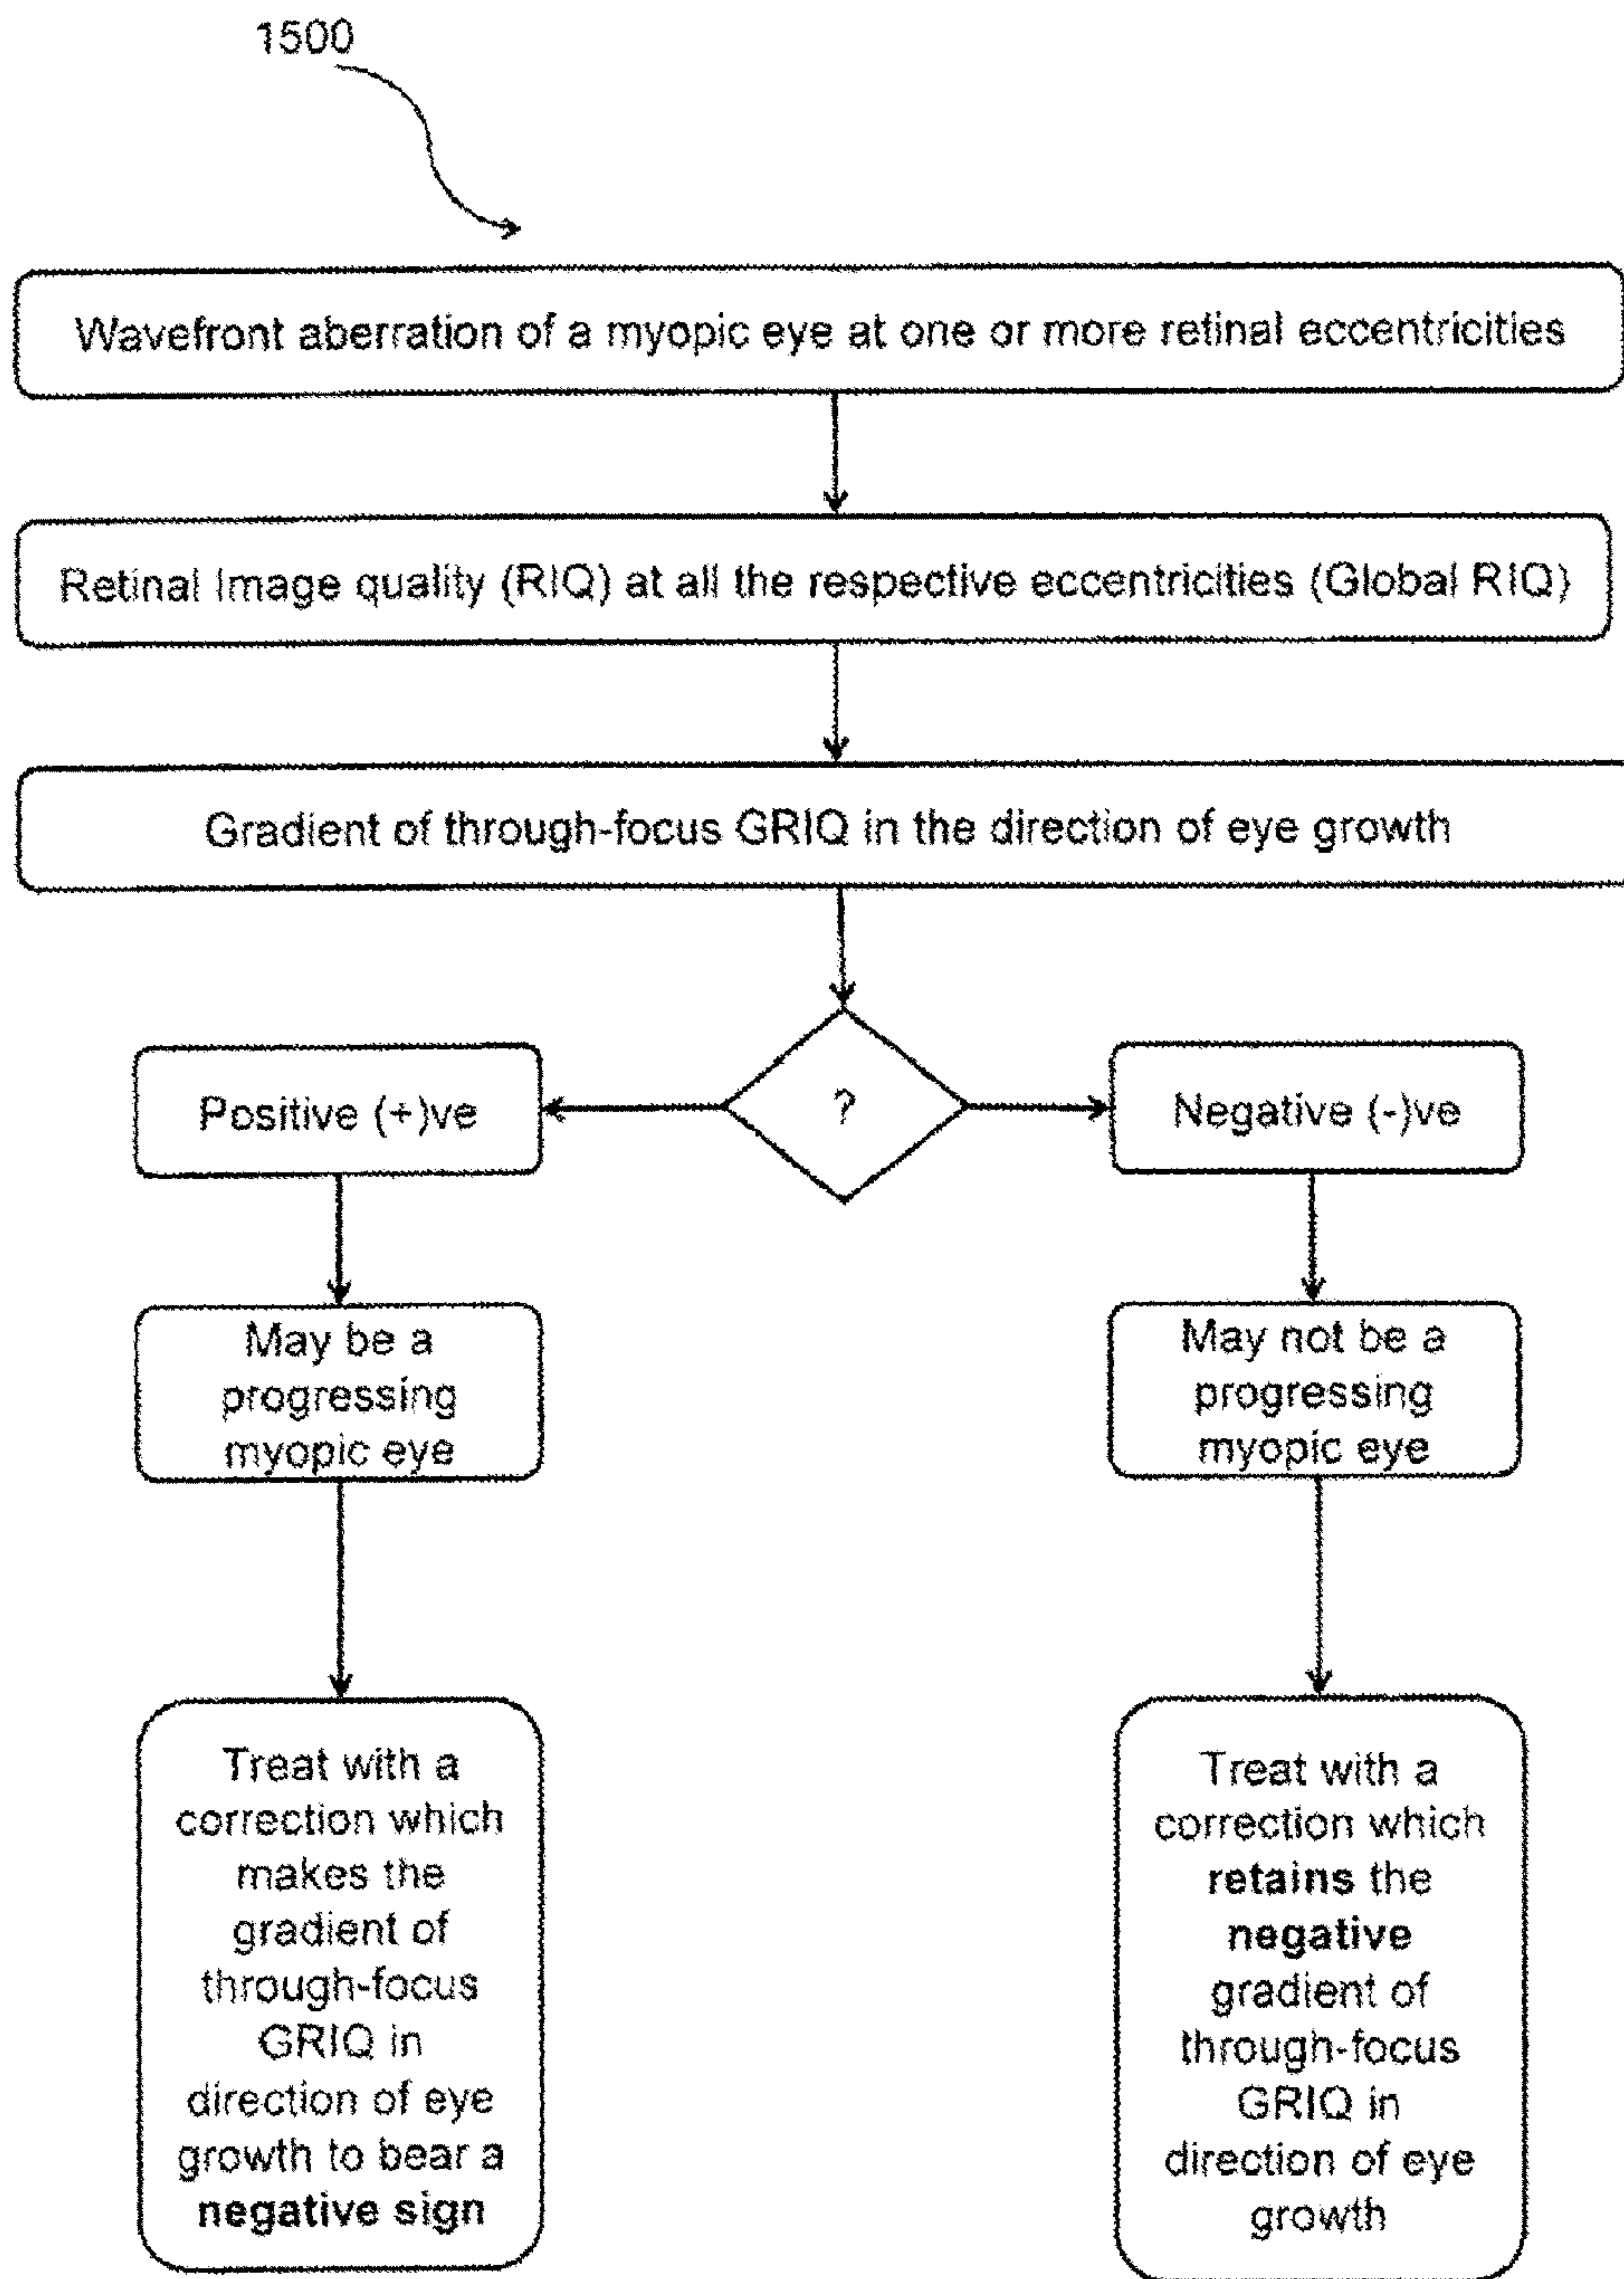 1500
Wavefront aberration of a myopic eye at one or more retinal eccentricities
Retinal Image quality (RIQ) at all the respective eccentricities (Global RIQ)
Gradient of through-focus GRIQ in the direction of eye growth
Positive (+)ve
?
Negative (-)ve
May be a
progressing
myopic eye
May not be a
progressing
myopic eye
Treat with a
correction which
makes the
gradient of
through-focus
GRIQ in
direction of eye
growth to bear a
negative sign
Treat with a
correction which
retains the
negative
gradient of
through-focus
GRIQ in
direction of eye
growth